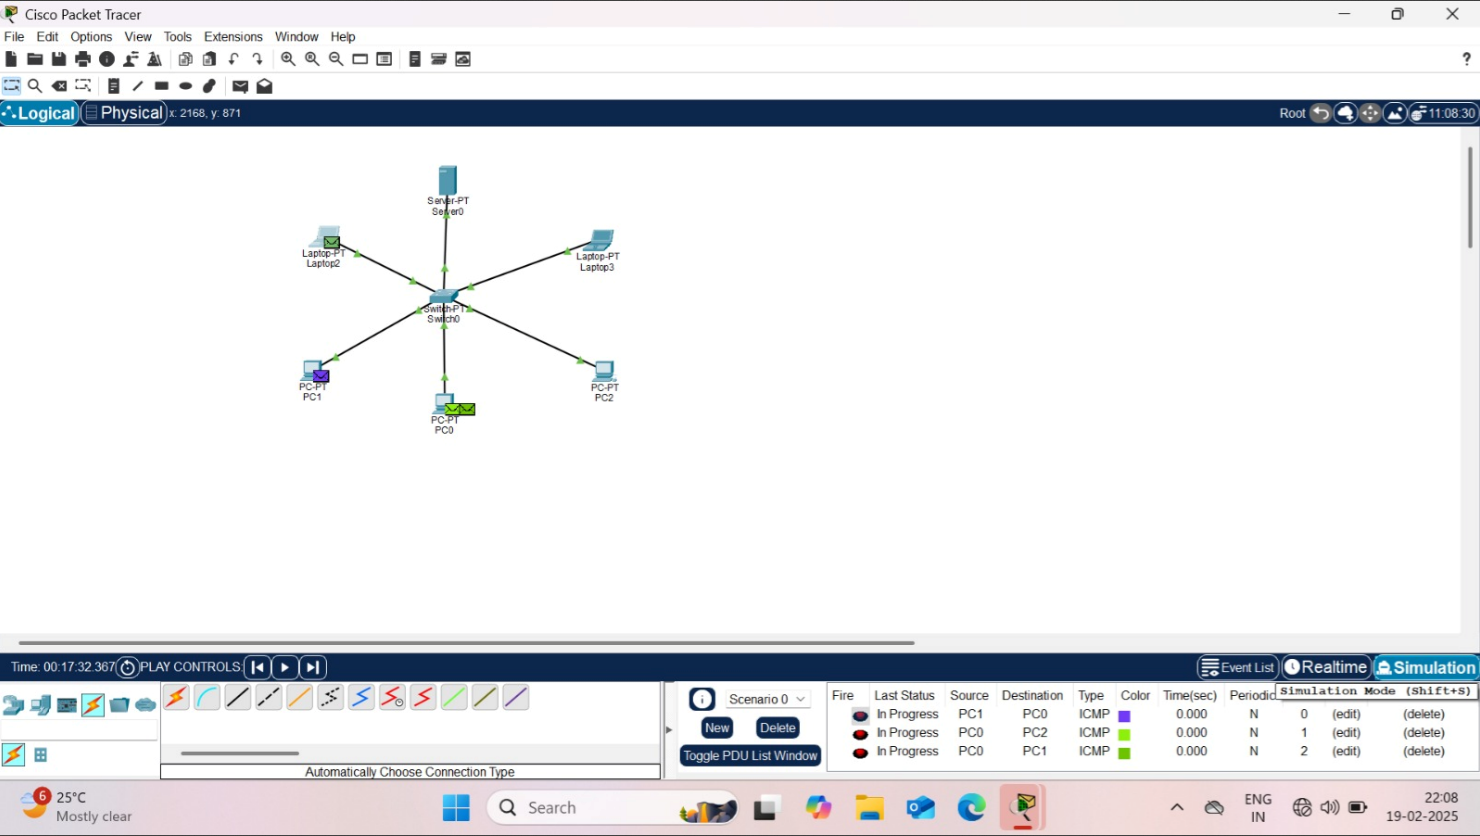 Cisco Packet Tracer
File Edit Options View Tools Extensions Window Help
?
Logical Physical x: 2168, y: 871 Root 11:08:30
Server-PT
Server0
Laptop-PT
Laptop2
Laptop-PT
Laptop3
Switch-PT
Switch0
PC-PT
PC1
PC-PT
PC2
PC-PT
PC0
Time: 00:17:32.367 PLAY CONTROLS: Event List Realtime Simulation
Simulation Mode (Shift+S)
Scenario 0
New Delete
Toggle PDU List Window
Fire Last Status Source Destination Type Color Time(sec) Periodic
In Progress PC1 PC0 ICMP 0.000 N 0 (edit) (delete)
In Progress PC0 PC2 ICMP 0.000 N 1 (edit) (delete)
In Progress PC0 PC1 ICMP 0.000 N 2 (edit) (delete)
Automatically Choose Connection Type
6
25°C
Mostly clear
Search
ENG
IN
22:08
19-02-2025